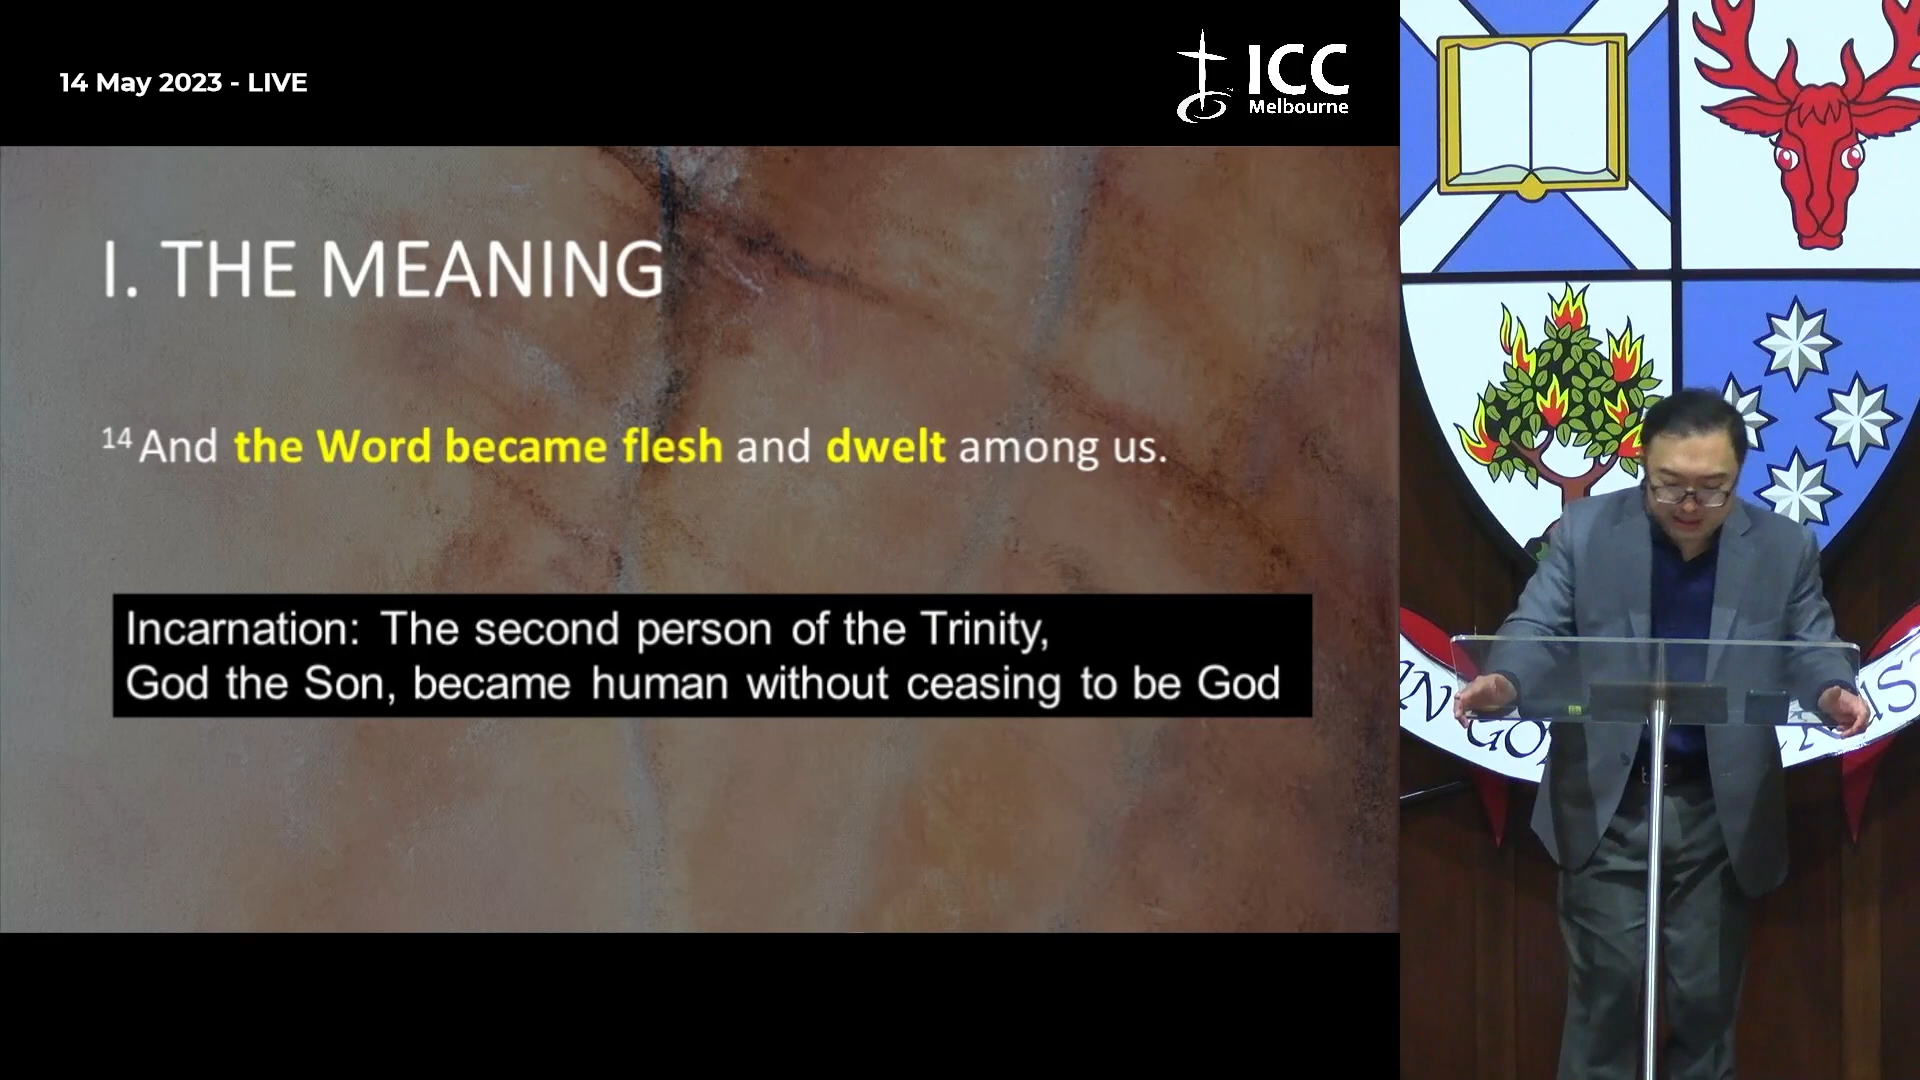 14 May 2023 - LIVE
ICC
Melbourne
I. THE MEANING
14 And the Word became flesh and dwelt among us.
Incarnation: The second person of the Trinity,
God the Son, became human without ceasing to be God